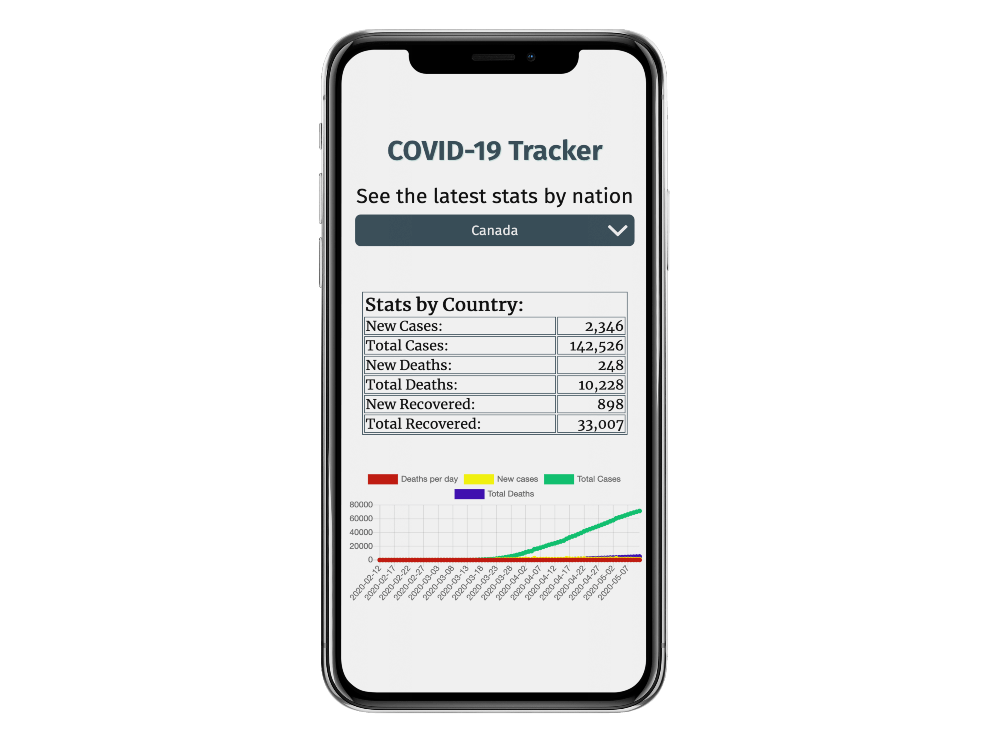 COVID-19 Tracker
See the latest stats by nation
Canada
Stats by Country:
New Cases: 2,346
Total Cases: 142,526
New Deaths: 248
Total Deaths: 10,228
New Recovered: 898
Total Recovered: 33,007
Deaths per day New cases Total Cases
Total Deaths
80000
60000
40000
20000
0
2020-02-12 2020-02-17 2020-02-22 2020-02-27 2020-03-03 2020-03-08 2020-03-13 2020-03-18 2020-03-23 2020-03-28 2020-04-02 2020-04-07 2020-04-12 2020-04-17 2020-04-22 2020-04-27 2020-05-02 2020-05-07